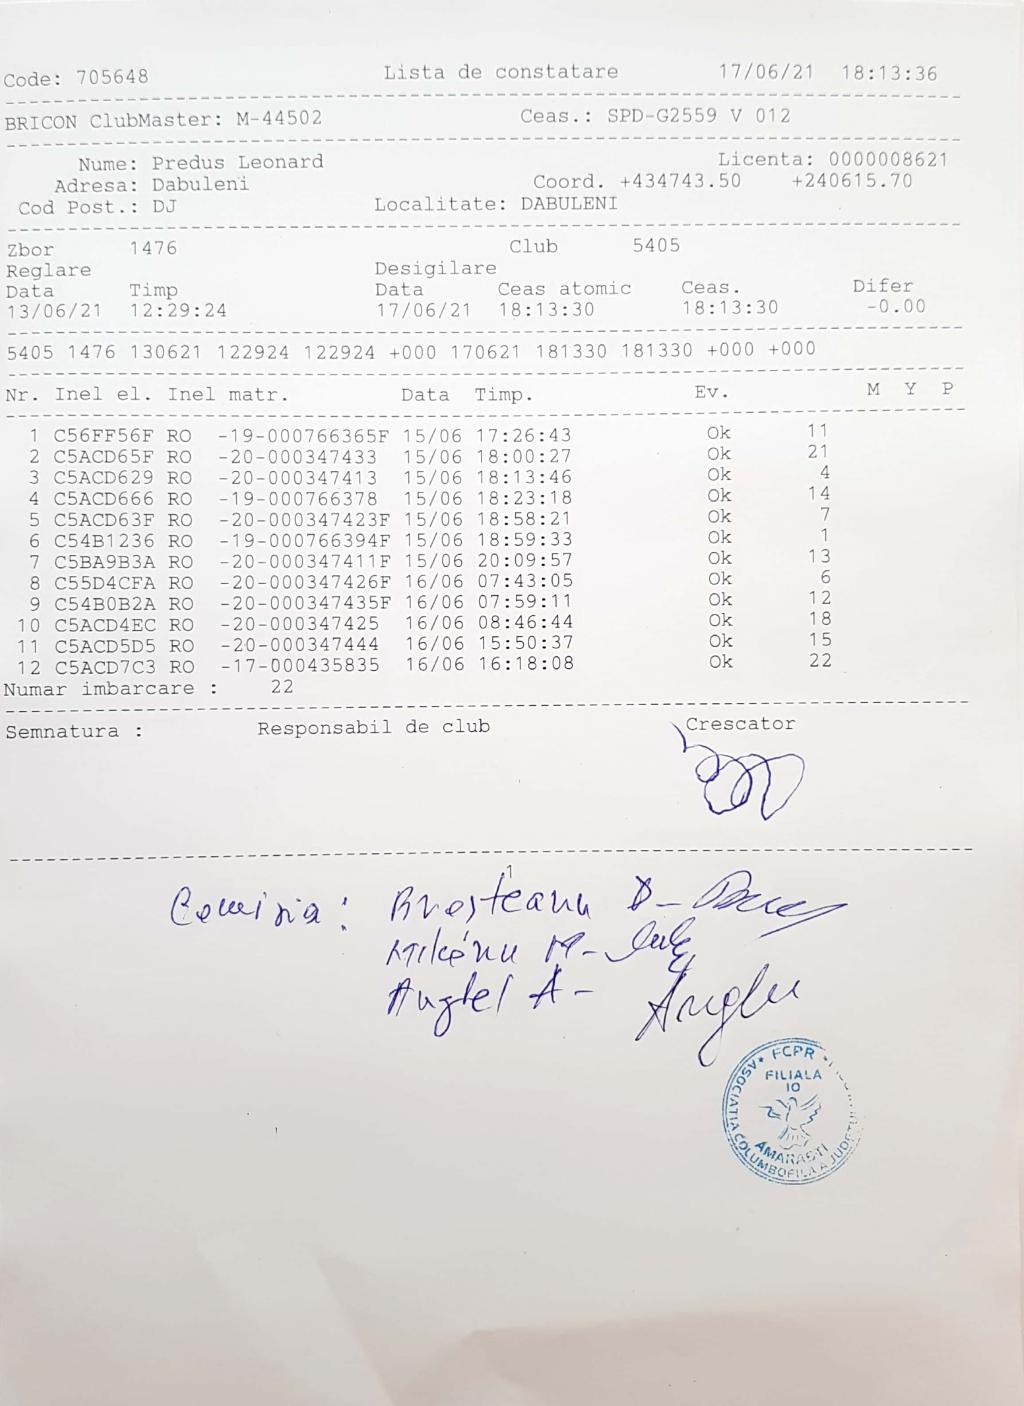 Code: 705648 Lista de constatare 17/06/21 18:13:36
BRICON ClubMaster: M-44502 Ceas.: SPD-G2559 V 012
Nume: Predus Leonard Licenta: 0000008621
Adresa: Dabuleni Coord. +434743.50 +240615.70
Cod Post.: DJ Localitate: DABULENI
Zbor 1476 Club 5405
Reglare Desigilare
Data Timp Data Ceas atomic Ceas. Difer
13/06/21 12:29:24 17/06/21 18:13:30 18:13:30 -0.00
5405 1476 130621 122924 122924 +000 170621 181330 181330 +000 +000
Nr. Inel el. Inel matr. Data Timp. Ev. M Y P
1 C56FF56F RO -19-000766365F 15/06 17:26:43 Ok 11
2 C5ACD65F RO -20-000347433 15/06 18:00:27 Ok 21
3 C5ACD629 RO -20-000347413 15/06 18:13:46 Ok 4
4 C5ACD666 RO -19-000766378 15/06 18:23:18 Ok 14
5 C5ACD63F RO -20-000347423F 15/06 18:58:21 Ok 7
6 C54B1236 RO -19-000766394F 15/06 18:59:33 Ok 1
7 C5BA9B3A RO -20-000347411F 15/06 20:09:57 Ok 13
8 C55D4CFA RO -20-000347426F 16/06 07:43:05 Ok 6
9 C54B0B2A RO -20-000347435F 16/06 07:59:11 Ok 12
10 C5ACD4EC RO -20-000347425 16/06 08:46:44 Ok 18
11 C5ACD5D5 RO -20-000347444 16/06 15:50:37 Ok 15
12 C5ACD7C3 RO -17-000435835 16/06 16:18:08 Ok 22
Numar imbarcare : 22
Semnatura : Responsabil de club Crescator
1
Comisia: Broșteanu D-
M-
Anghel A-
FCPR
FILIALA
10
AMARASTI
ASOCIATIA COLUMBOFILA A